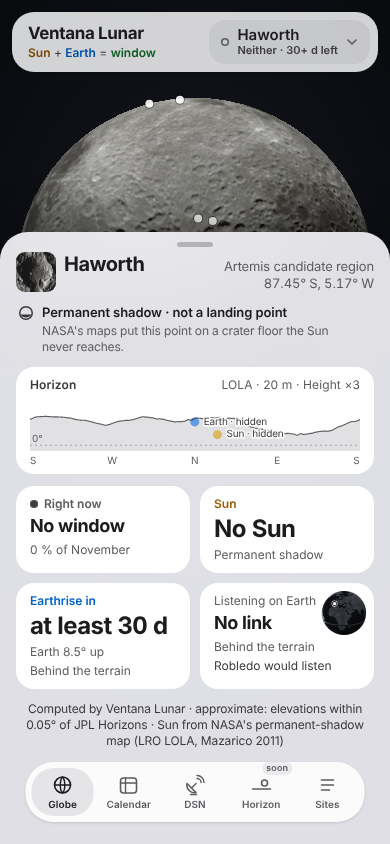 Ventana Lunar
Sun + Earth = window
Haworth
Neither · 30+ d left
Haworth
Artemis candidate region
87.45° S, 5.17° W
Permanent shadow · not a landing point
NASA's maps put this point on a crater floor the Sun
never reaches.
Horizon
LOLA · 20 m · Height ×3
Earth · hidden
Sun · hidden
0°
S W N E S
Right now
No window
0 % of November
Sun
No Sun
Permanent shadow
Earthrise in
at least 30 d
Earth 8.5° up
Behind the terrain
Listening on Earth
No link
Behind the terrain
Robledo would listen
Computed by Ventana Lunar · approximate: elevations within
0.05° of JPL Horizons · Sun from NASA's permanent-shadow
map (LRO LOLA, Mazarico 2011)
soon
Globe Calendar DSN Horizon Sites